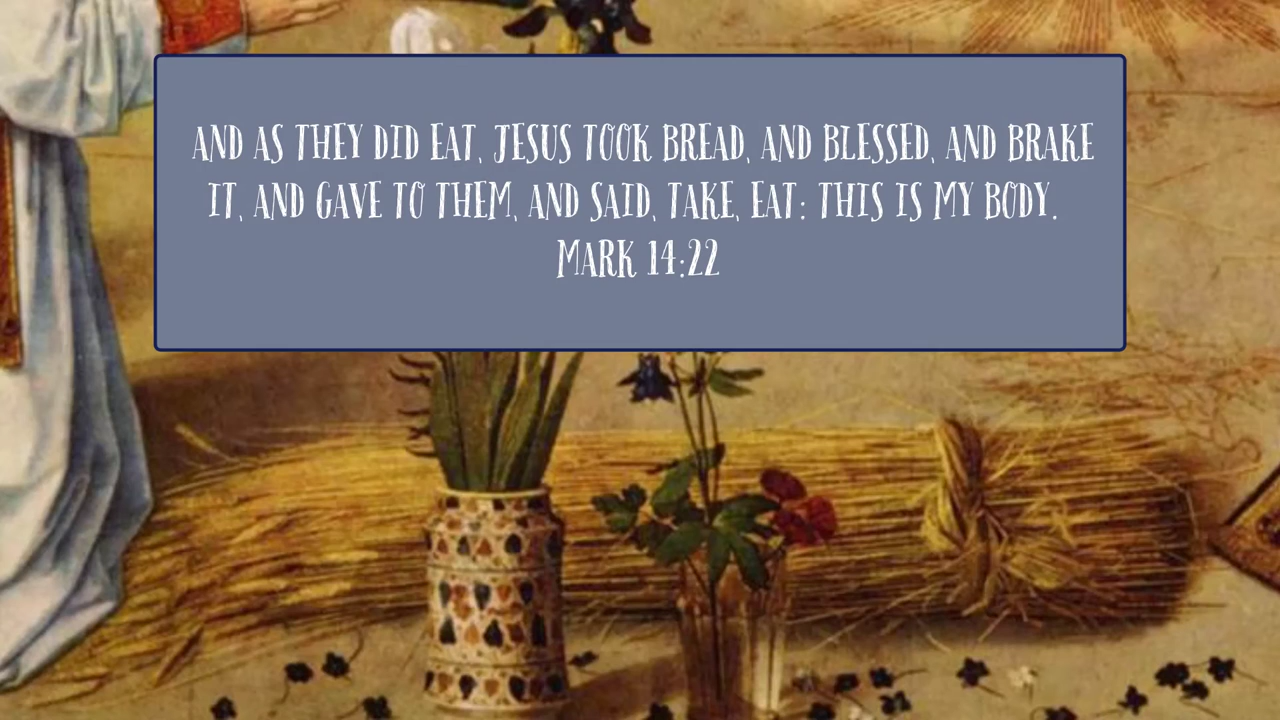 AND AS THEY DID EAT, JESUS TOOK BREAD, AND BLESSED, AND BRAKE
IT, AND GAVE TO THEM, AND SAID, TAKE, EAT: THIS IS MY BODY.
MARK 14:22